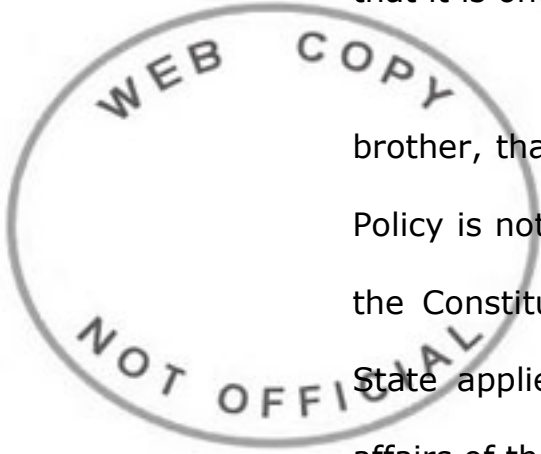 that it is on
WEB COPY
brother, tha
Policy is not
the Constitu
NOT OFFICIAL
State applie
affairs of th